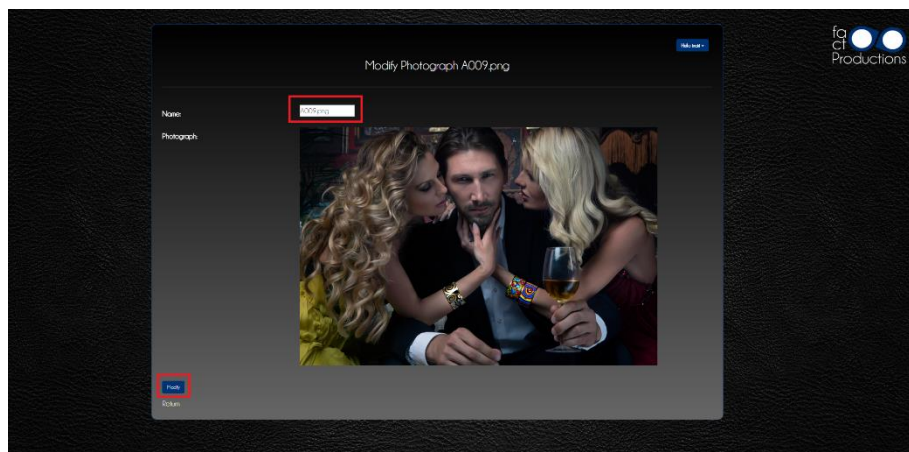 fa
ct
Productions
Modify Photograph A009.png
Name:
A009.png
Photograph:
Modify
Return